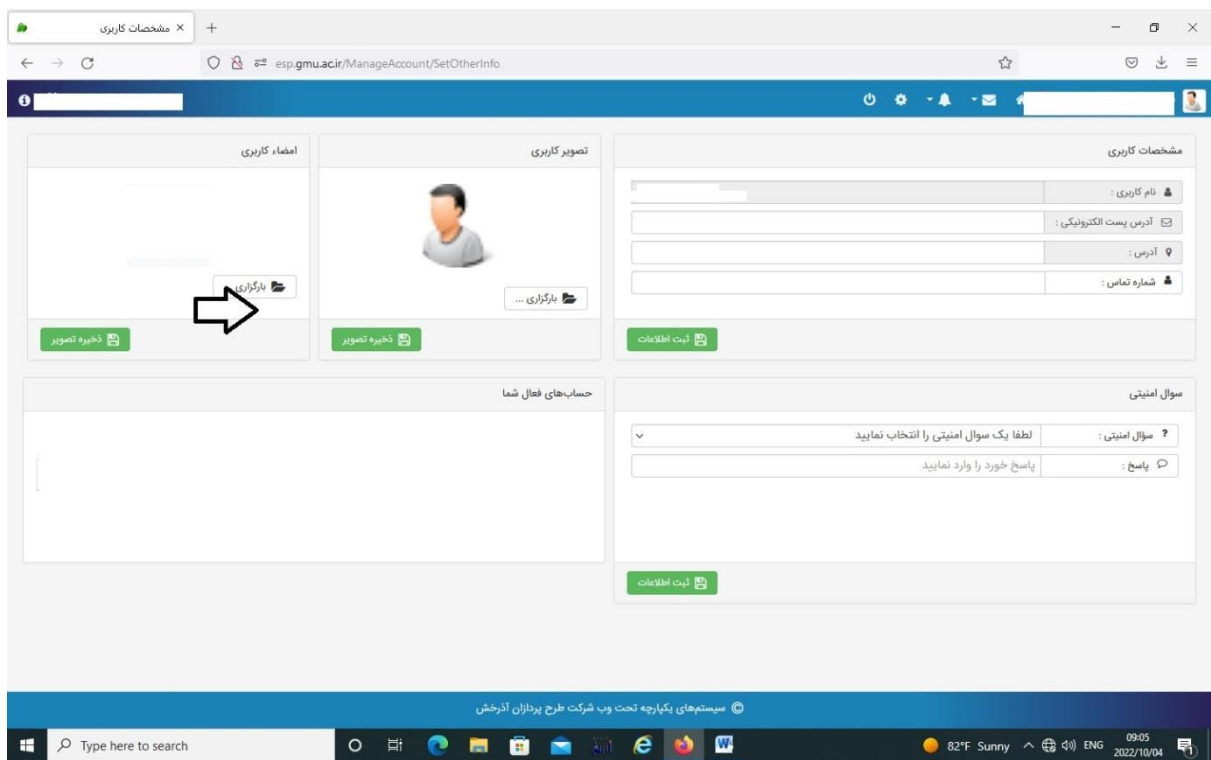 مشخصات کاربری
esp.gmu.ac.ir/ManageAccount/SetOtherInfo
مشخصات کاربری
نام کاربری :
آدرس پست الکترونیکی :
آدرس :
شماره تماس :
ثبت اطلاعات
تصویر کاربری
بارگزاری ...
ذخیره تصویر
امضاء کاربری
بارگزاری
ذخیره تصویر
سوال امنیتی
سؤال امنیتی : لطفا یک سوال امنیتی را انتخاب نمایید
پاسخ : پاسخ خورد را وارد نمایید
ثبت اطلاعات
حساب‌های فعال شما
© سیستم‌های یکپارچه تحت وب شرکت طرح پردازان آذرخش
Type here to search
82°F Sunny
ENG
09:05
2022/10/04